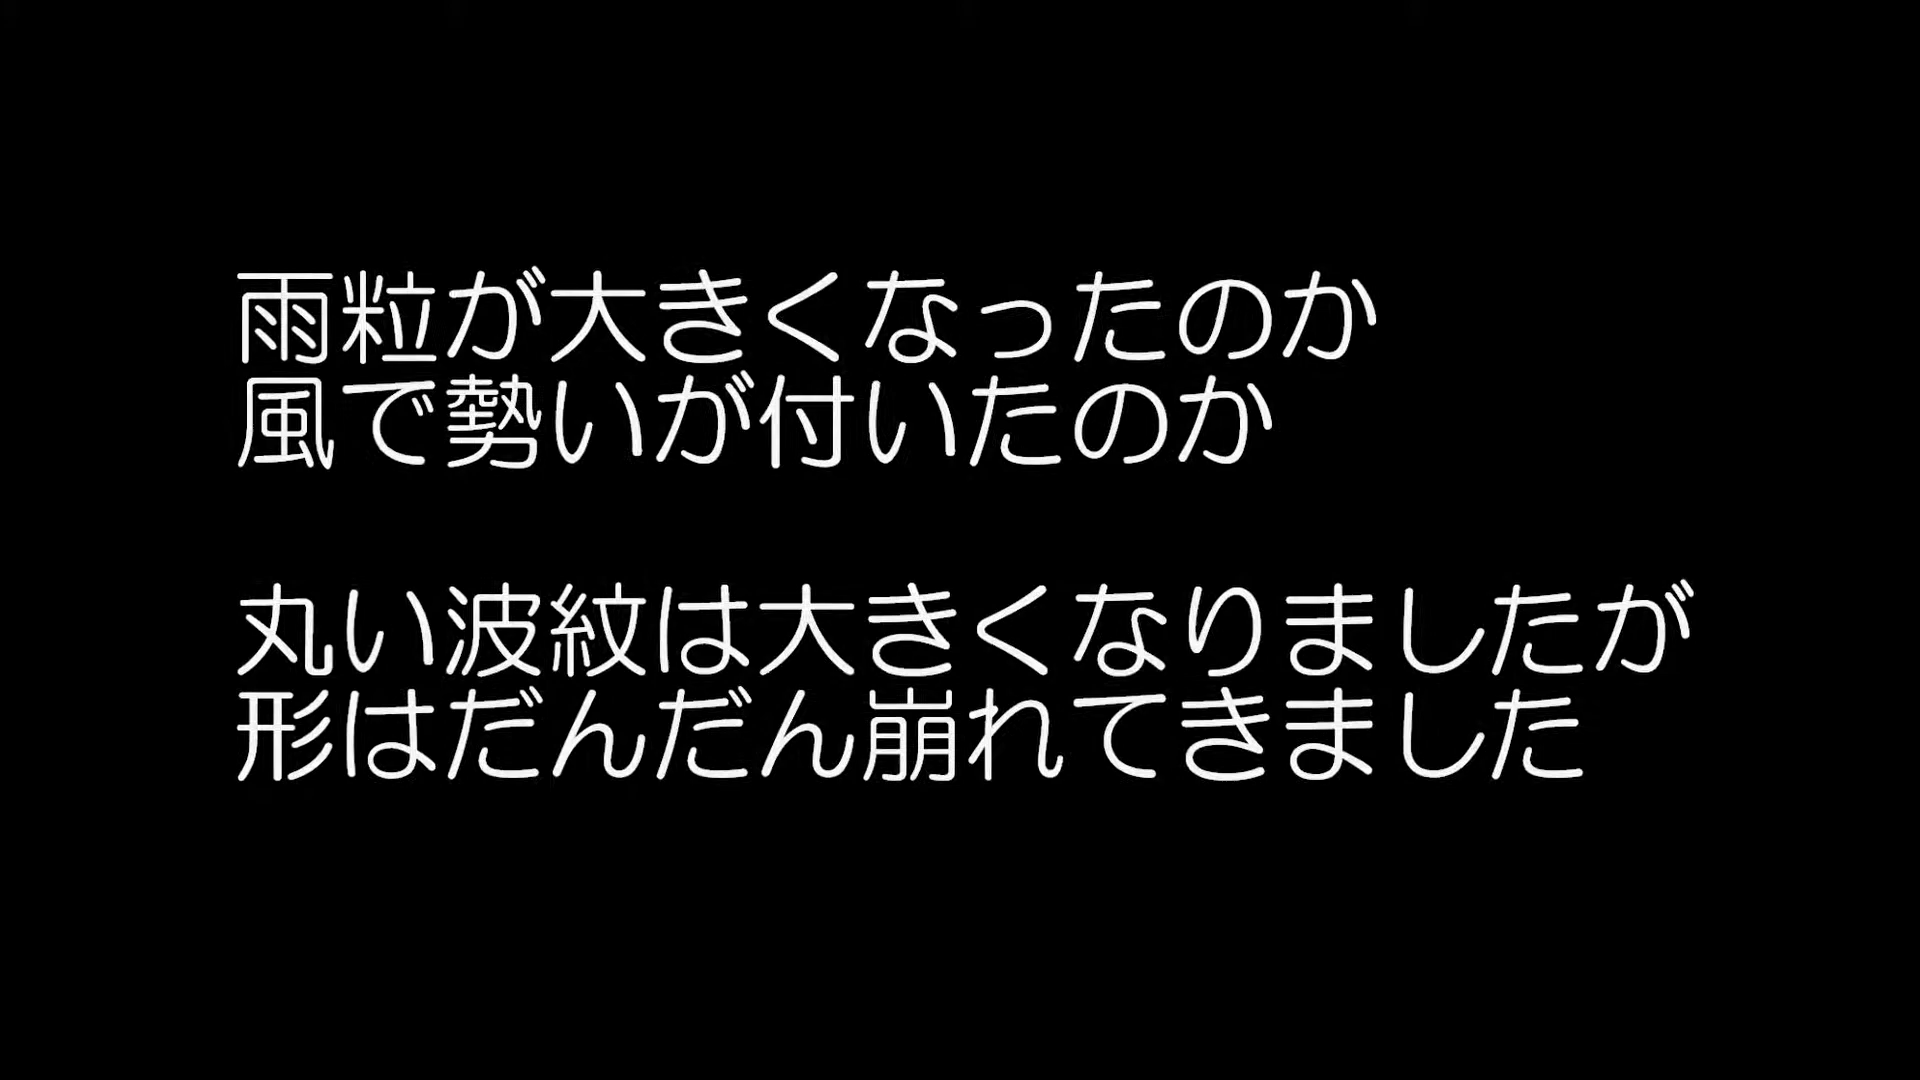 雨粒が大きくなったのか
風で勢いが付いたのか
丸い波紋は大きくなりましたが
形はだんだん崩れてきました